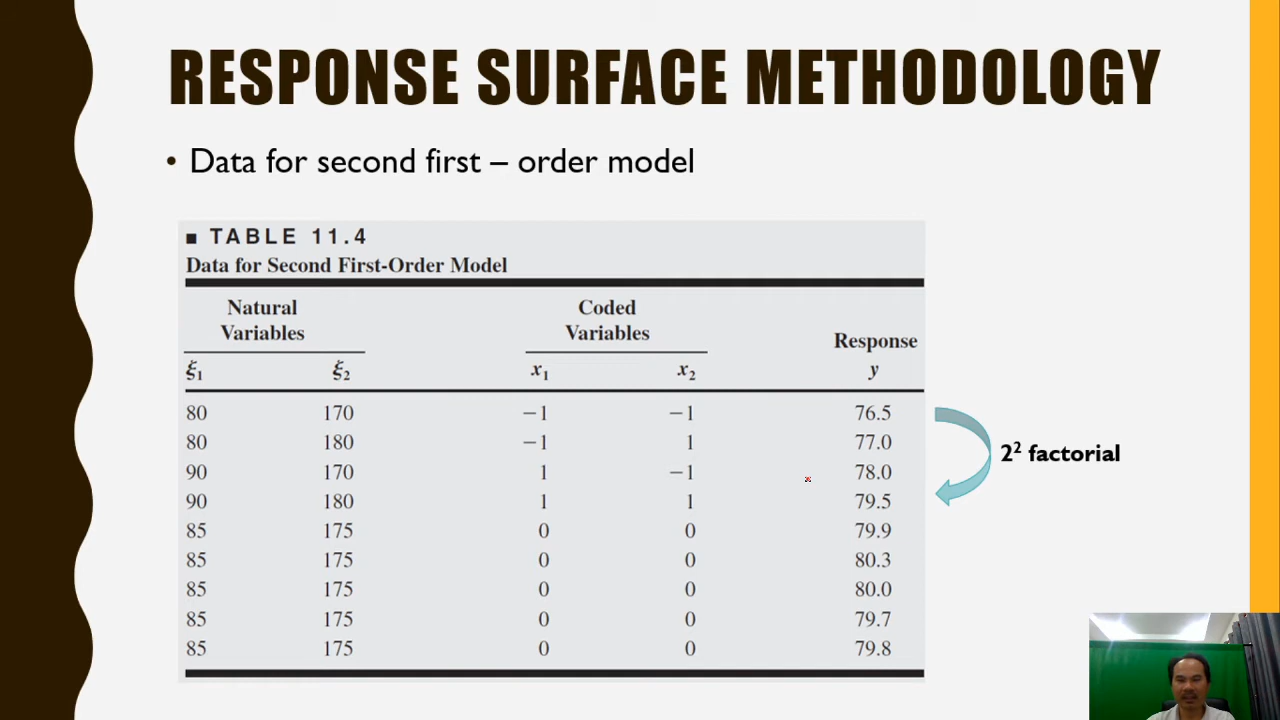 RESPONSE SURFACE METHODOLOGY
• Data for second first – order model
■ TABLE 11.4
Data for Second First-Order Model
Natural Variables Coded Variables Response
ξ1 ξ2 x1 x2 y
80 170 −1 −1 76.5
80 180 −1 1 77.0
90 170 1 −1 78.0
90 180 1 1 79.5
85 175 0 0 79.9
85 175 0 0 80.3
85 175 0 0 80.0
85 175 0 0 79.7
85 175 0 0 79.8
2² factorial